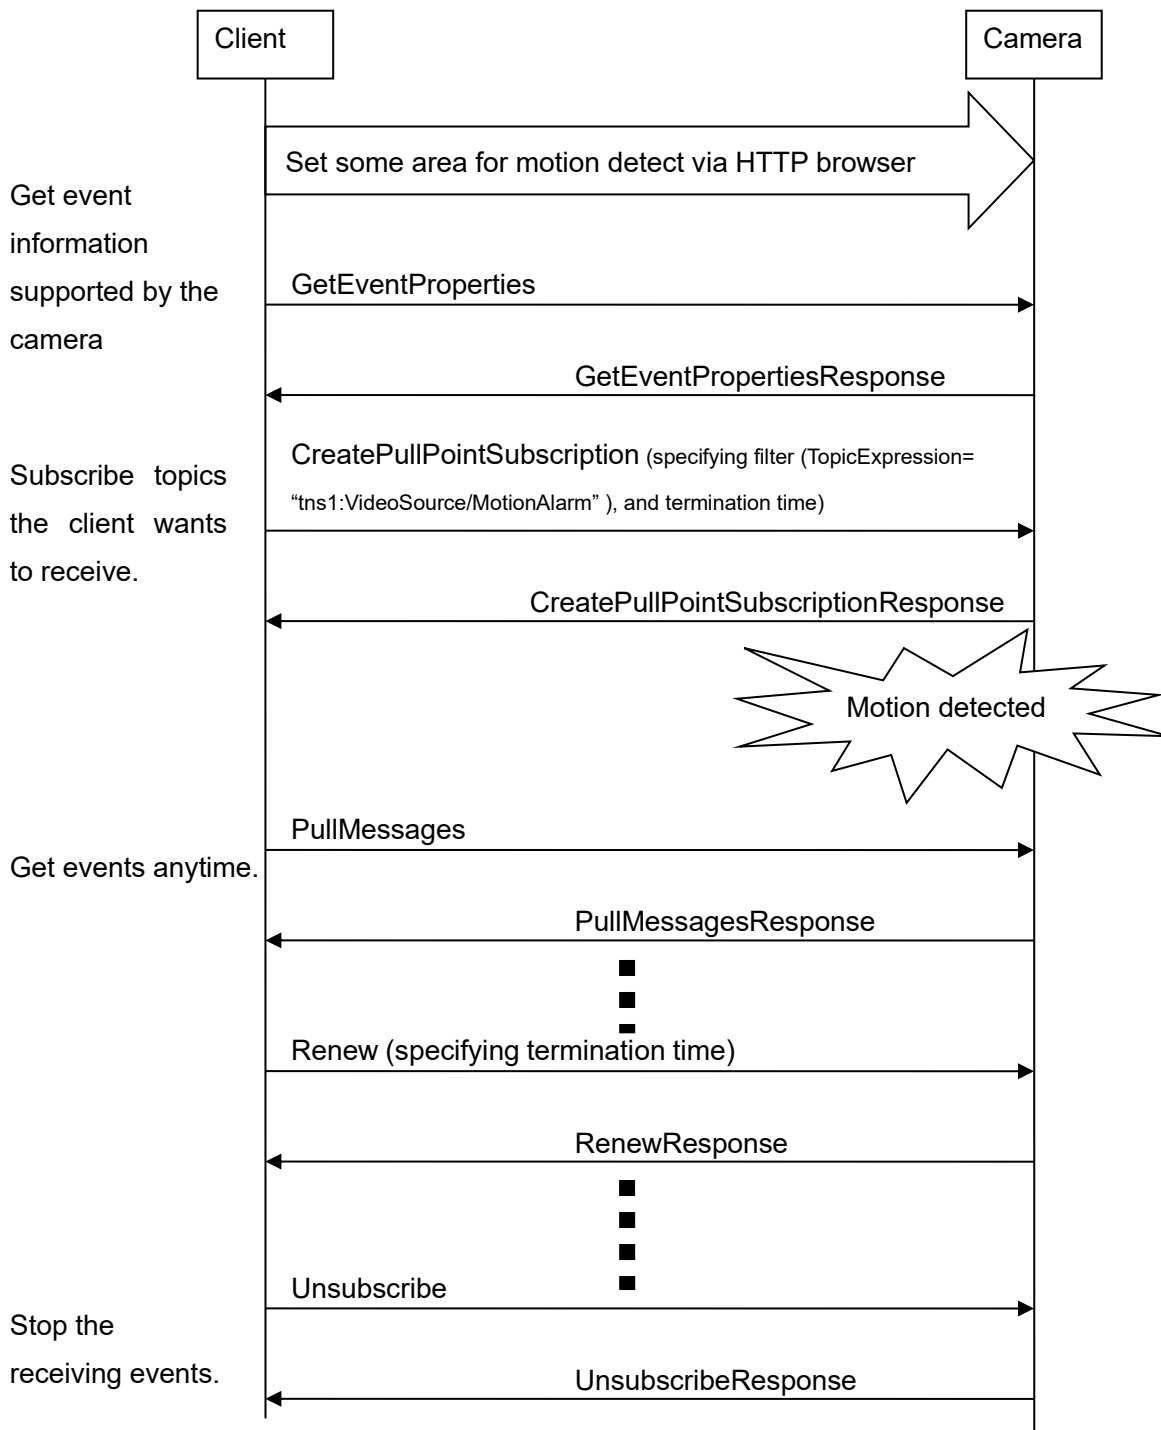 Client
Camera
Set some area for motion detect via HTTP browser
Get event
information
supported by the
camera
GetEventProperties
GetEventPropertiesResponse
CreatePullPointSubscription (specifying filter (TopicExpression=
“tns1:VideoSource/MotionAlarm” ), and termination time)
Subscribe topics
the client wants
to receive.
CreatePullPointSubscriptionResponse
Motion detected
PullMessages
Get events anytime.
PullMessagesResponse
Renew (specifying termination time)
RenewResponse
Unsubscribe
Stop the
receiving events.
UnsubscribeResponse